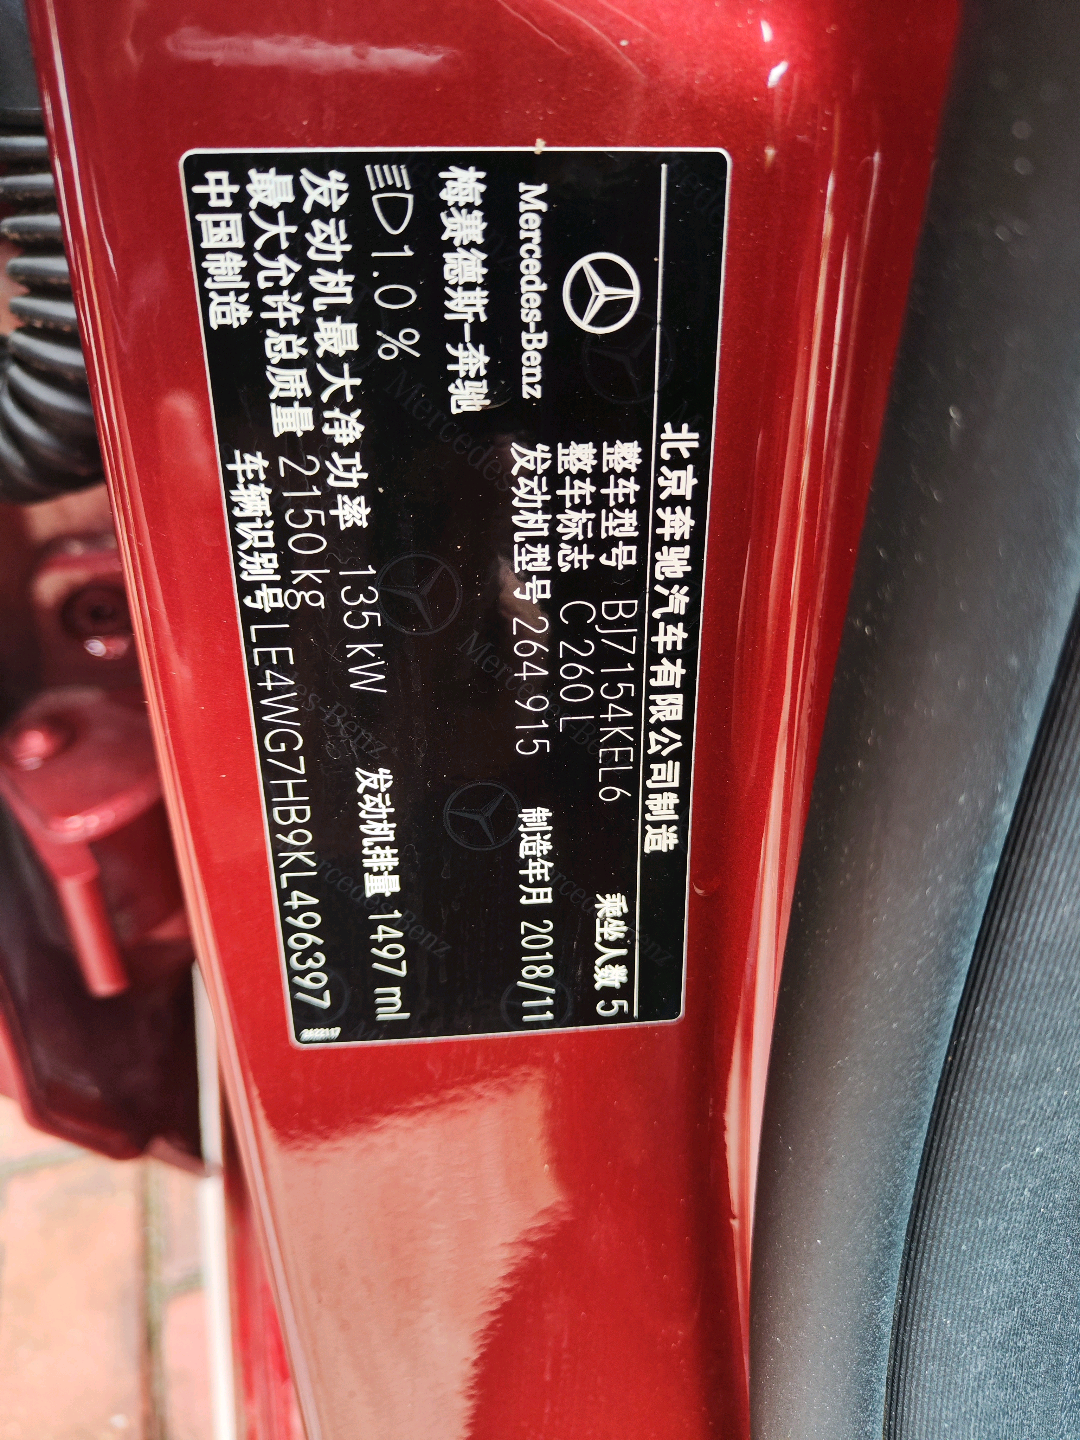 北京奔驰汽车有限公司制造
整车型号 BJ7154KEL6 乘坐人数 5
整车标志 C 260 L
Mercedes-Benz 发动机型号 264 915 制造年月 2018/11
梅赛德斯-奔驰
1.0 %
发动机最大净功率 135 kW 发动机排量 1497 ml
最大允许总质量 2150 kg
中国制造 车辆识别号 LE4WG7HB9KL496397